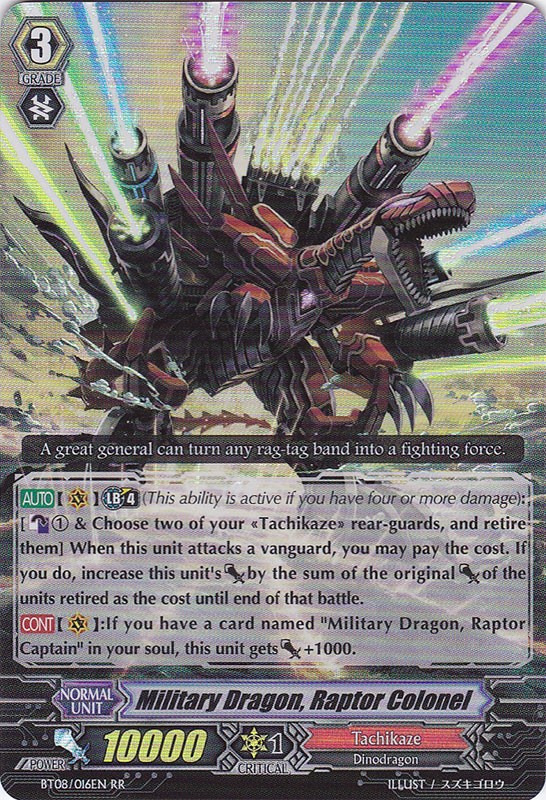 3
GRADE
A great general can turn any rag-tag band into a fighting force.
AUTO [ ] LB4 (This ability is active if you have four or more damage):
[ ① & Choose two of your «Tachikaze» rear-guards, and retire
them] When this unit attacks a vanguard, you may pay the cost. If
you do, increase this unit's by the sum of the original of the
units retired as the cost until end of that battle.
CONT [ ]:If you have a card named "Military Dragon, Raptor
Captain" in your soul, this unit gets +1000.
NORMAL
UNIT
Military Dragon, Raptor Colonel
POWER
10000
1
CRITICAL
Tachikaze
Dinodragon
BT08/016EN RR
ILLUST / スズキゴロウ